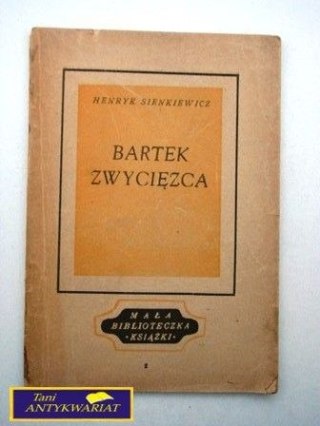 HENRYK SIENKIEWICZ
BARTEK
ZWYCIĘZCA
MAŁA
BIBLIOTECZKA
• KSIĄŻKI •
Tani
ANTYKWARIAT